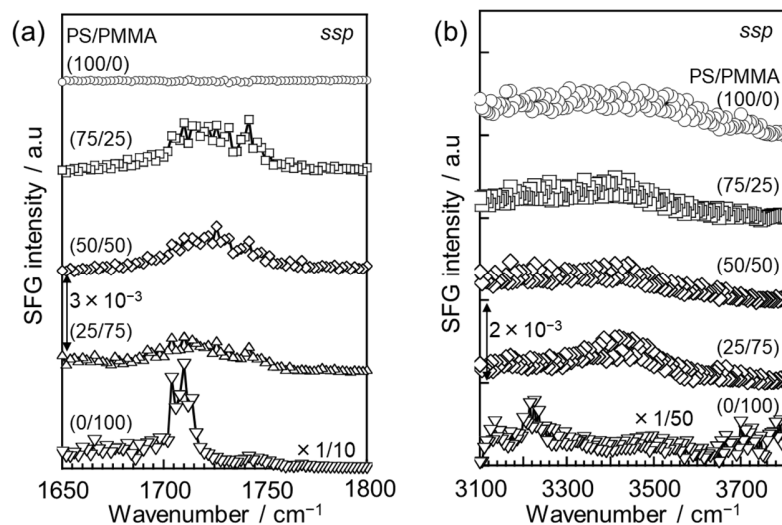 (a)
PS/PMMA
ssp
(100/0)
(75/25)
(50/50)
3 × 10⁻³
(25/75)
(0/100)
× 1/10
SFG intensity / a.u
1650
1700
1750
1800
Wavenumber / cm⁻¹
(b)
ssp
PS/PMMA
(100/0)
(75/25)
(50/50)
2 × 10⁻³
(25/75)
(0/100)
× 1/50
SFG intensity / a.u
3100
3300
3500
3700
Wavenumber / cm⁻¹